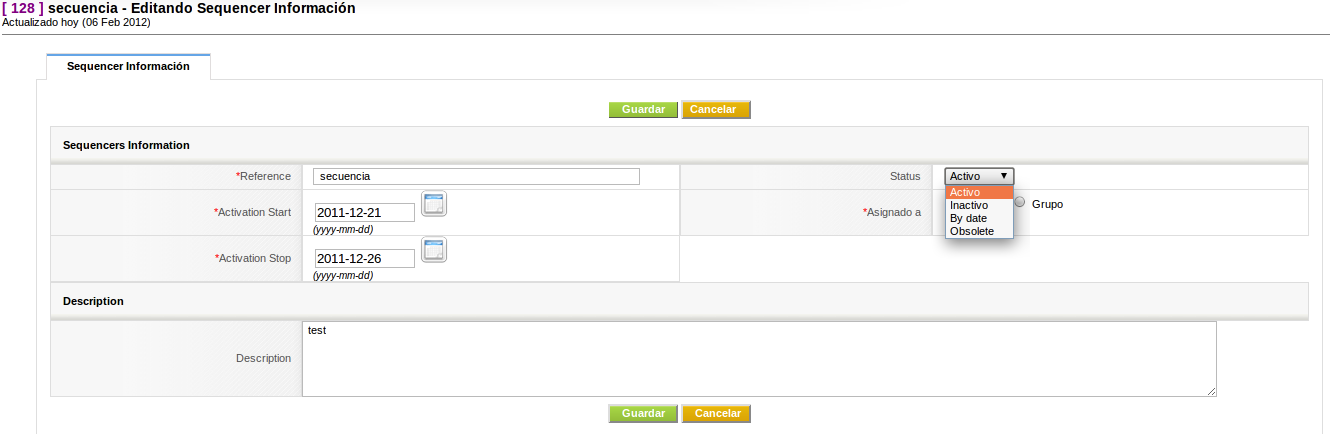 [ 128 ] secuencia - Editando Sequencer Información
Actualizado hoy (06 Feb 2012)
Sequencer Información
Guardar Cancelar
Sequencers Information
*Reference secuencia Status Activo
Activo
*Activation Start 2011-12-21 *Asignado a Inactivo Grupo
By date
(yyyy-mm-dd) Obsolete
*Activation Stop 2011-12-26
(yyyy-mm-dd)
Description
test
Description
Guardar Cancelar